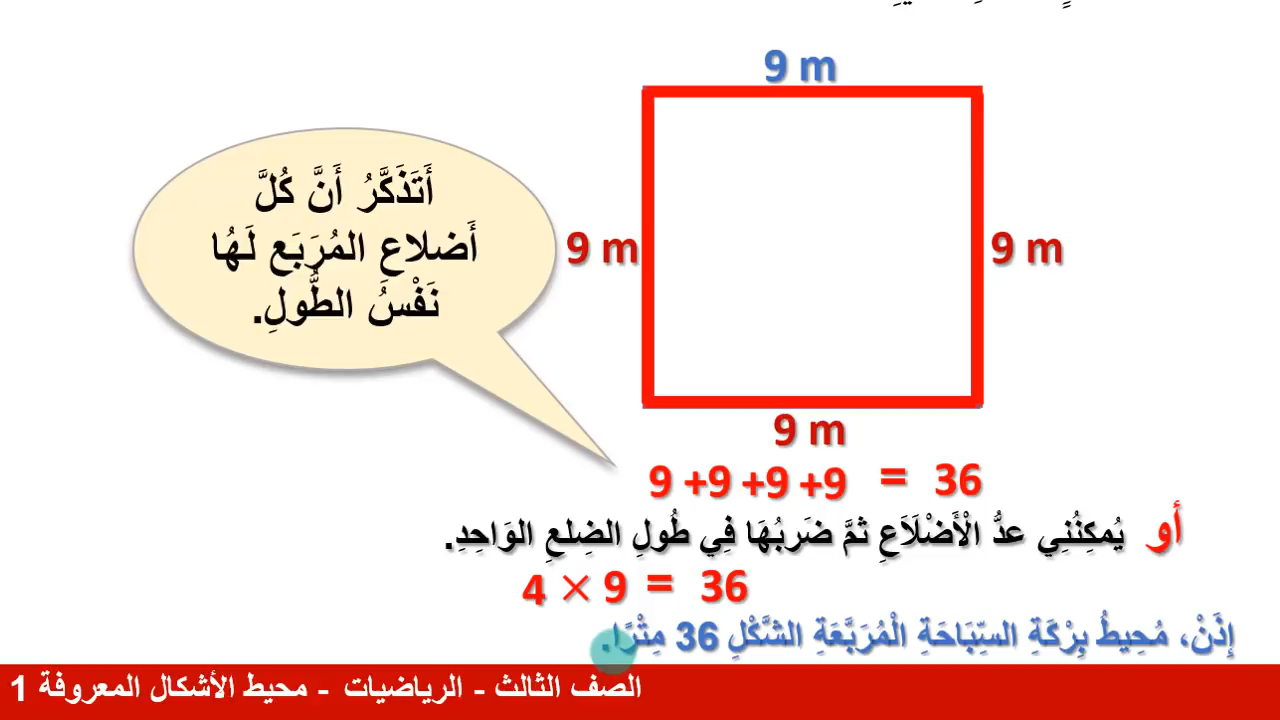 9 m
أَتَذَكَّرُ أَنَّ كُلَّ
أَضلاعِ المُرَبَع لَهُا
نَفْسُ الطُّولِ.
9 m
9 m
9 m
9 +9 +9 +9 = 36
أو يُمكِنُنِي عدُّ الْأَضْلَاَعِ ثمَّ ضَربُهَا فِي طُولِ الضِلعِ الوَاحِدِ.
4 × 9 = 36
إِذَنْ، مُحِيطُ بِرْكَةِ السِّبَاحَةِ الْمُرَبَّعَةِ الشَّكْلِ 36 مِتْرًا.
الصف الثالث - الرياضيات - محيط الأشكال المعروفة 1